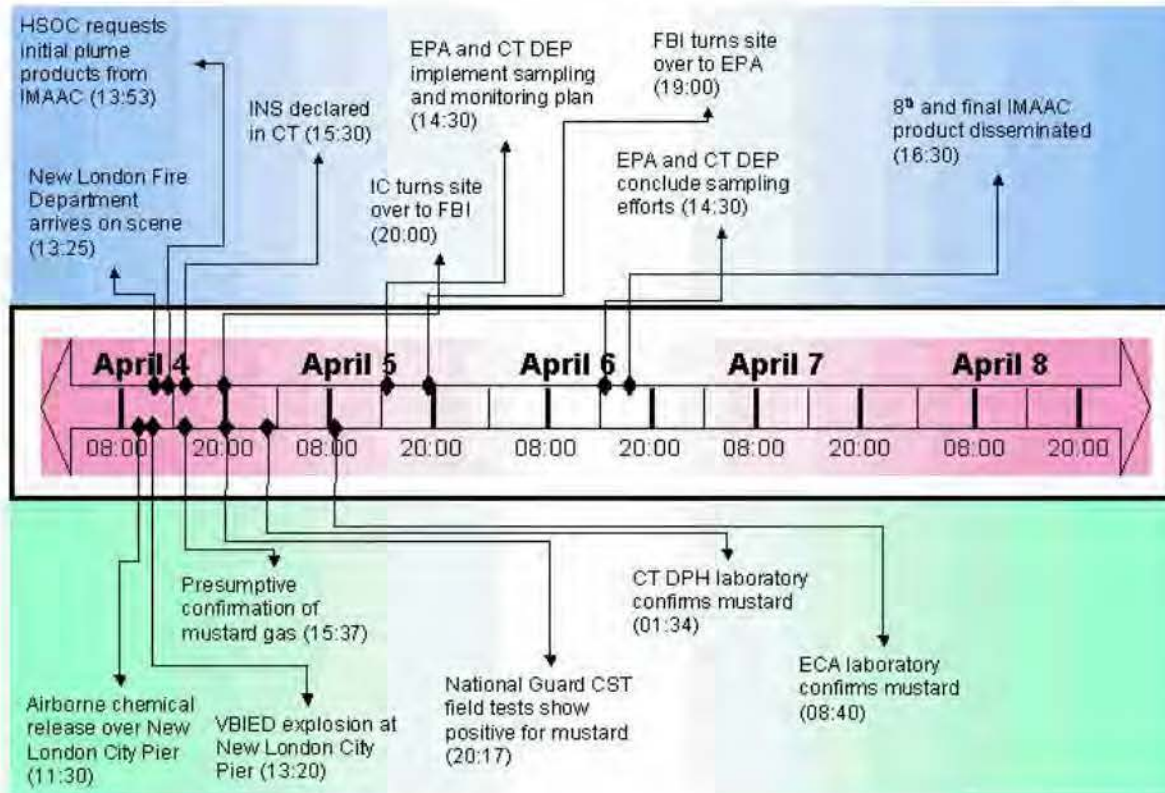 HSOC requests
initial plume
products from
IMAAC (13:53)
New London Fire
Department
arrives on scene
(13:25)
INS declared
in CT (15:30)
EPA and CT DEP
implement sampling
and monitoring plan
(14:30)
IC turns site
over to FBI
(20:00)
FBI turns site
over to EPA
(19:00)
EPA and CT DEP
conclude sampling
efforts (14:30)
8th and final IMAAC
product disseminated
(16:30)
April 4 April 5 April 6 April 7 April 8
08:00 20:00 08:00 20:00 08:00 20:00 08:00 20:00 08:00 20:00
Airborne chemical
release over New
London City Pier
(11:30)
Presumptive
confirmation of
mustard gas (15:37)
VBIED explosion at
New London City
Pier (13:20)
National Guard CST
field tests show
positive for mustard
(20:17)
CT DPH laboratory
confirms mustard
(01:34)
ECA laboratory
confirms mustard
(08:40)